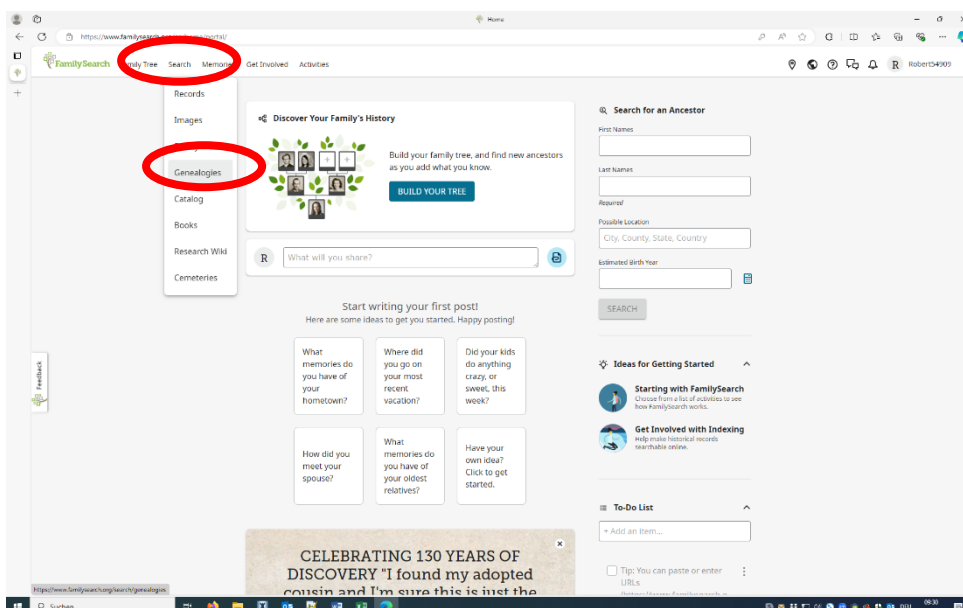 Home
https://www.familysearch
/portal/
FamilySearch
Family Tree
Search
Memories
Get Involved
Activities
R
Robert54909
Records
Images
Genealogies
Catalog
Books
Research Wiki
Cemeteries
Discover Your Family's History
Build your family tree, and find new ancestors
as you add what you know.
BUILD YOUR TREE
R
What will you share?
Start writing your first post!
Here are some ideas to get you started. Happy posting!
What
memories do
you have of
your
hometown?
Where did
you go on
your most
recent
vacation?
Did your kids
do anything
crazy, or
sweet, this
week?
How did you
meet your
spouse?
What
memories do
you have of
your oldest
relatives?
Have your
own idea?
Click to get
started.
CELEBRATING 130 YEARS OF
DISCOVERY "I found my adopted
cousin and I'm sure this is just the
Search for an Ancestor
First Names
Last Names
Required
Possible Location
City, County, State, Country
Estimated Birth Year
SEARCH
Ideas for Getting Started
Starting with FamilySearch
Choose from a list of activities to see
how FamilySearch works.
Get Involved with Indexing
Help make historical records
searchable online.
To-Do List
+ Add an Item...
Tip: You can paste or enter
URLs
Feedback
https://www.familysearch.org/search/genealogies
Suchen
09:30